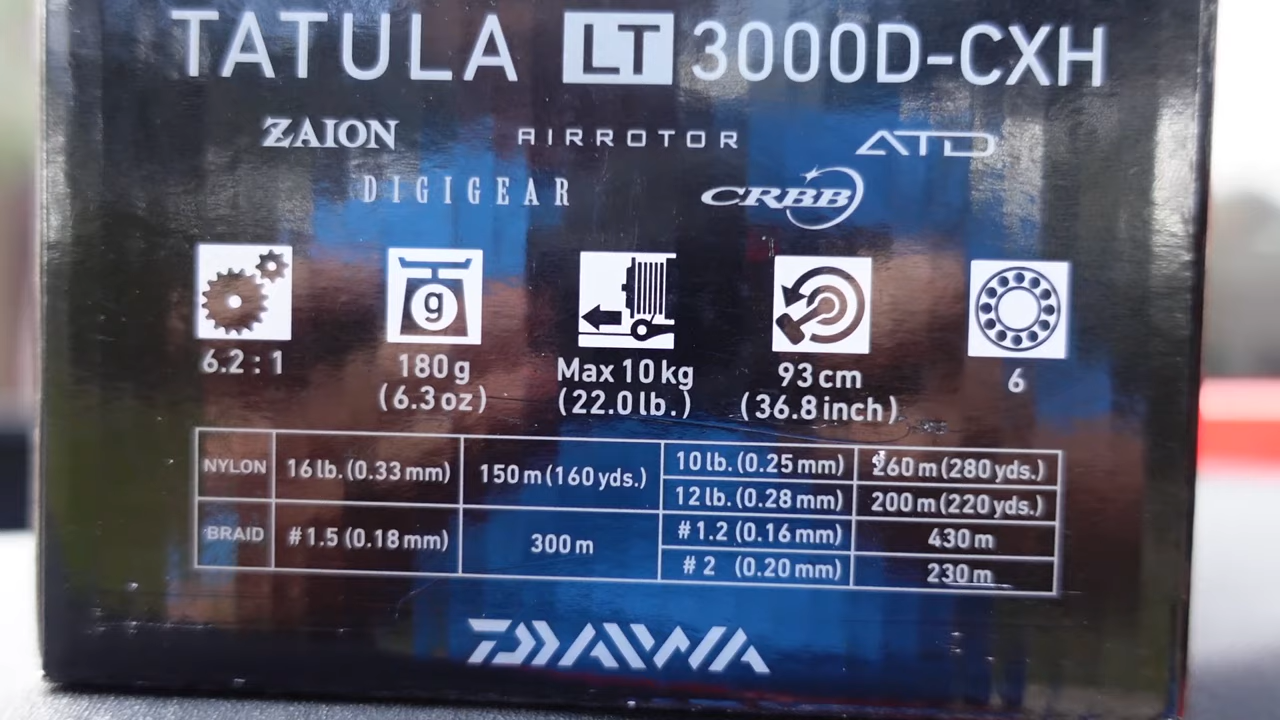 TATULA LT 3000D-CXH
ZAION AIRROTOR ATD
DIGIGEAR CRBB
g
6.2 : 1 180 g Max 10 kg 93 cm 6
(6.3 oz) (22.0 lb.) (36.8 inch)
NYLON 16 lb. (0.33 mm) 150 m (160 yds.) 10 lb. (0.25 mm) 260 m (280 yds.)
12 lb. (0.28 mm) 200 m (220 yds.)
BRAID #1.5 (0.18 mm) 300 m #1.2 (0.16 mm) 430 m
#2 (0.20 mm) 230 m
DAIWA